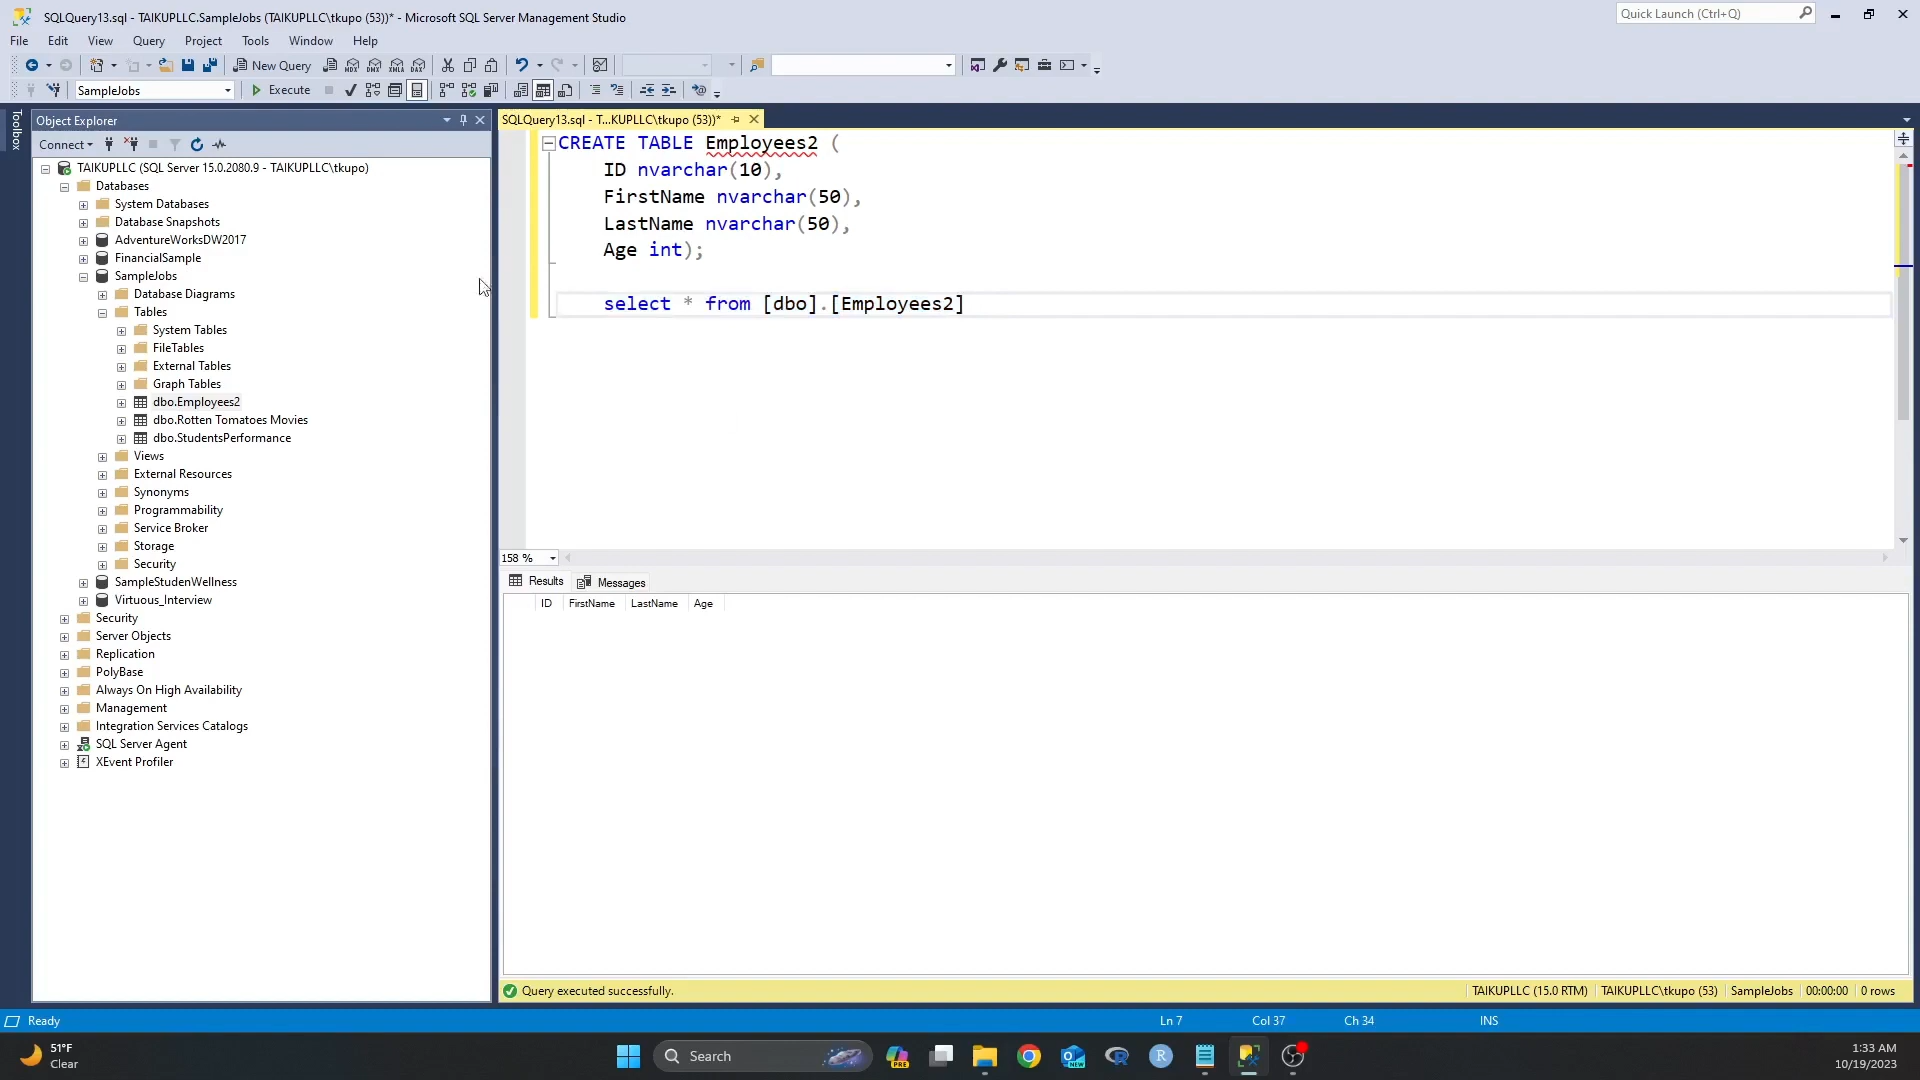 SQLQuery13.sql - TAIKUPLLC.SampleJobs (TAIKUPLLC\tkupo (53))* - Microsoft SQL Server Management Studio
Quick Launch (Ctrl+Q)
File Edit View Query Project Tools Window Help
New Query
MDX DMX XMLA DAX
SampleJobs
Execute
Toolbox
Object Explorer
SQLQuery13.sql - T...KUPLLC\tkupo (53))*
Connect
TAIKUPLLC (SQL Server 15.0.2080.9 - TAIKUPLLC\tkupo)
Databases
System Databases
Database Snapshots
AdventureWorksDW2017
FinancialSample
SampleJobs
Database Diagrams
Tables
System Tables
FileTables
External Tables
Graph Tables
dbo.Employees2
dbo.Rotten Tomatoes Movies
dbo.StudentsPerformance
Views
External Resources
Synonyms
Programmability
Service Broker
Storage
Security
SampleStudenWellness
Virtuous_Interview
Security
Server Objects
Replication
PolyBase
Always On High Availability
Management
Integration Services Catalogs
SQL Server Agent
XEvent Profiler
CREATE TABLE Employees2 (
ID nvarchar(10),
FirstName nvarchar(50),
LastName nvarchar(50),
Age int);
select * from [dbo].[Employees2]
158 %
Results Messages
ID FirstName LastName Age
Query executed successfully.
TAIKUPLLC (15.0 RTM) TAIKUPLLC\tkupo (53) SampleJobs 00:00:00 0 rows
Ready
Ln 7 Col 37 Ch 34 INS
51°F
Clear
Search
PRE
NEW
R
R
1:33 AM
10/19/2023